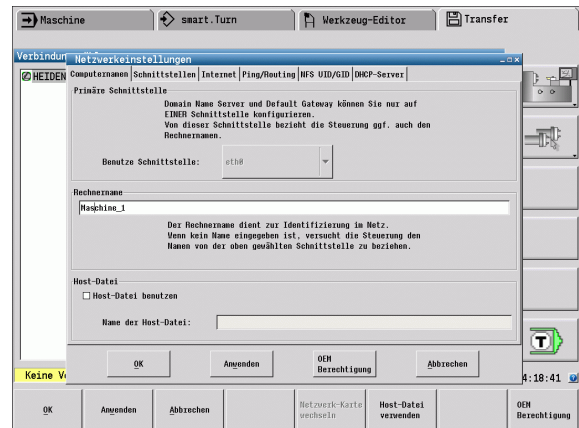 Maschine
smart.Turn
Werkzeug-Editor
Transfer
Verbindun
Netzwerkeinstellungen
HEIDEN
Computernamen Schnittstellen Internet Ping/Routing NFS UID/GID DHCP-Server
Primäre Schnittstelle
Domain Name Server und Default Gateway können Sie nur auf
EINER Schnittstelle konfigurieren.
Von dieser Schnittstelle bezieht die Steuerung ggf. auch den
Rechnernamen.
Benutze Schnittstelle: eth0
Rechnername
Maschine_1
Der Rechnername dient zur Identifizierung im Netz.
Wenn kein Name eingegeben ist, versucht die Steuerung den
Namen von der oben gewählten Schnittstelle zu beziehen.
Host-Datei
Host-Datei benutzen
Name der Host-Datei:
T
OK
Anwenden
OEM
Berechtigung
Abbrechen
Keine V
4:18:41
OK
Anwenden
Abbrechen
Netzwerk-Karte
wechseln
Host-Datei
verwenden
OEM
Berechtigung